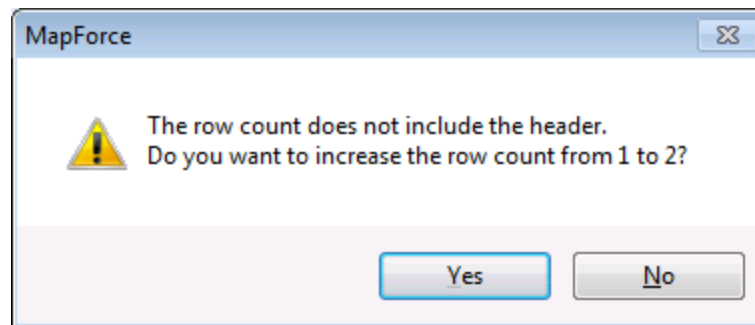 MapForce
The row count does not include the header.
Do you want to increase the row count from 1 to 2?
Yes
No